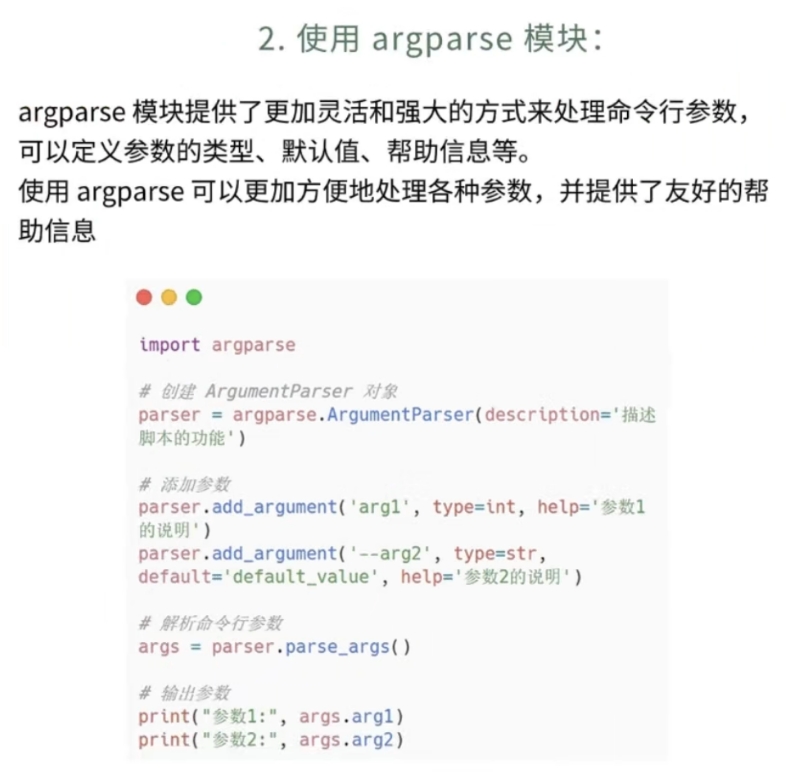 2. 使用 argparse 模块：
argparse 模块提供了更加灵活和强大的方式来处理命令行参数，
可以定义参数的类型、默认值、帮助信息等。
使用 argparse 可以更加方便地处理各种参数，并提供了友好的帮
助信息
import argparse
# 创建 ArgumentParser 对象
parser = argparse.ArgumentParser(description='描述
脚本的功能')
# 添加参数
parser.add_argument('arg1', type=int, help='参数1
的说明')
parser.add_argument('--arg2', type=str,
default='default_value', help='参数2的说明')
# 解析命令行参数
args = parser.parse_args()
# 输出参数
print("参数1:", args.arg1)
print("参数2:", args.arg2)